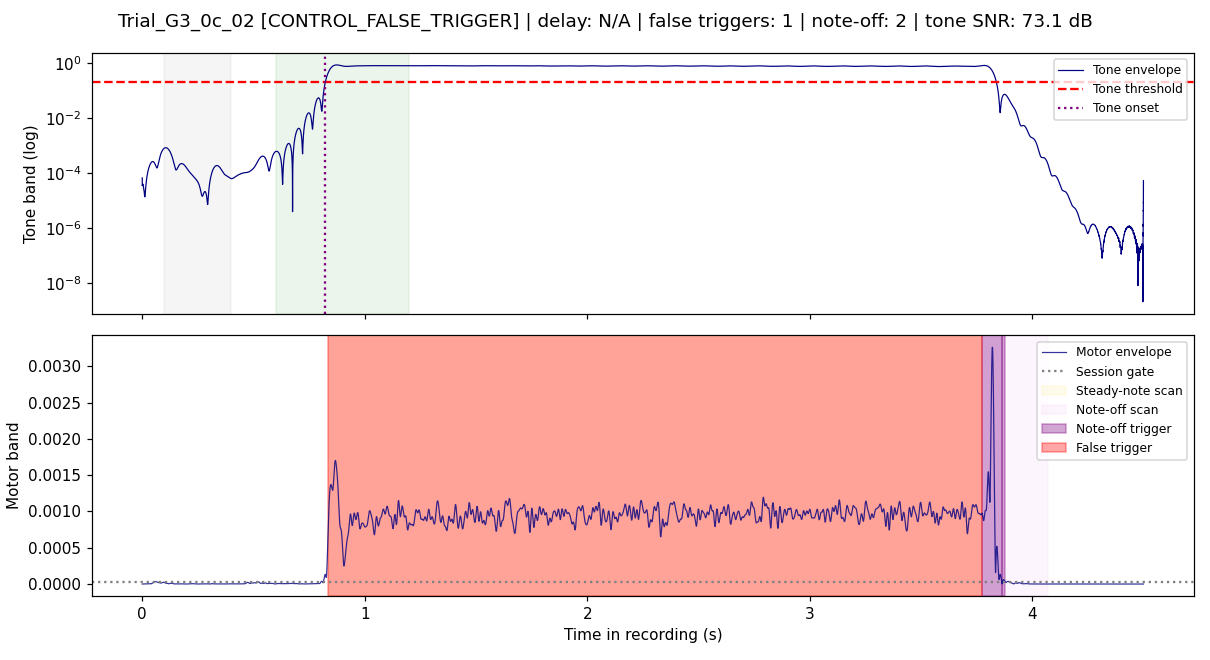 Trial_G3_0c_02 [CONTROL_FALSE_TRIGGER] | delay: N/A | false triggers: 1 | note-off: 2 | tone SNR: 73.1 dB
Tone band (log)
10⁰
10⁻²
10⁻⁴
10⁻⁶
10⁻⁸
Tone envelope
Tone threshold
Tone onset
Motor band
0.0030
0.0025
0.0020
0.0015
0.0010
0.0005
0.0000
Motor envelope
Session gate
Steady-note scan
Note-off scan
Note-off trigger
False trigger
0 1 2 3 4
Time in recording (s)